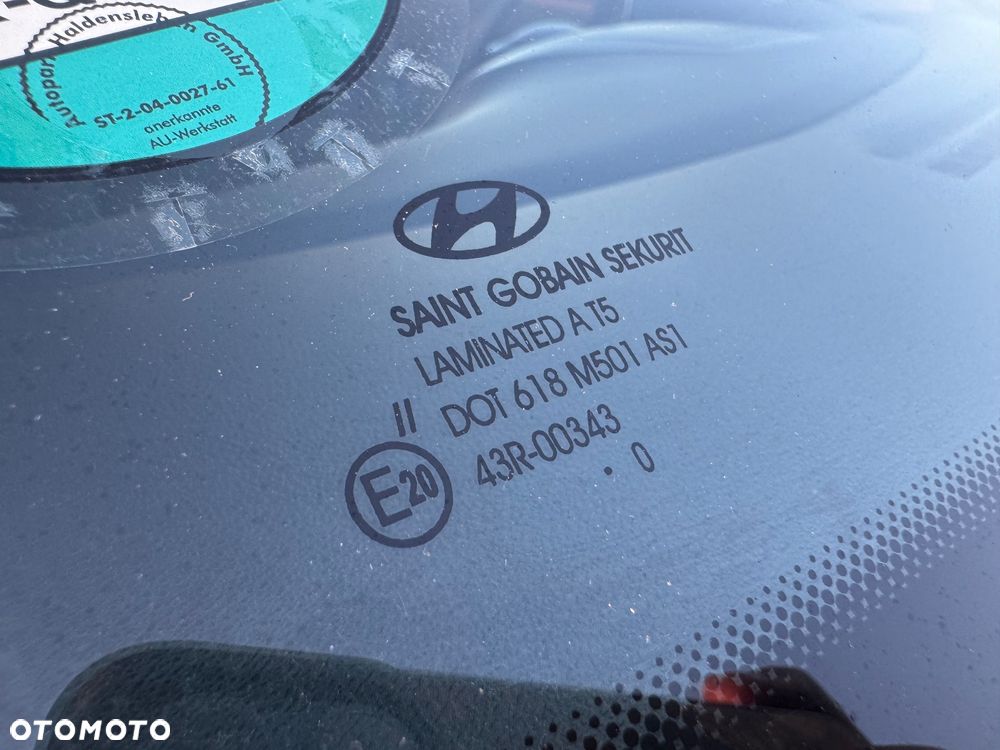 Autopark Haldensleben GmbH
ST-2-04-0027-61
anerkannte
AU-Werkstatt
SAINT GOBAIN SEKURIT
LAMINATED A T5
II DOT 618 M501 AS1
E20 43R-00343
. 0
OTOMOTO